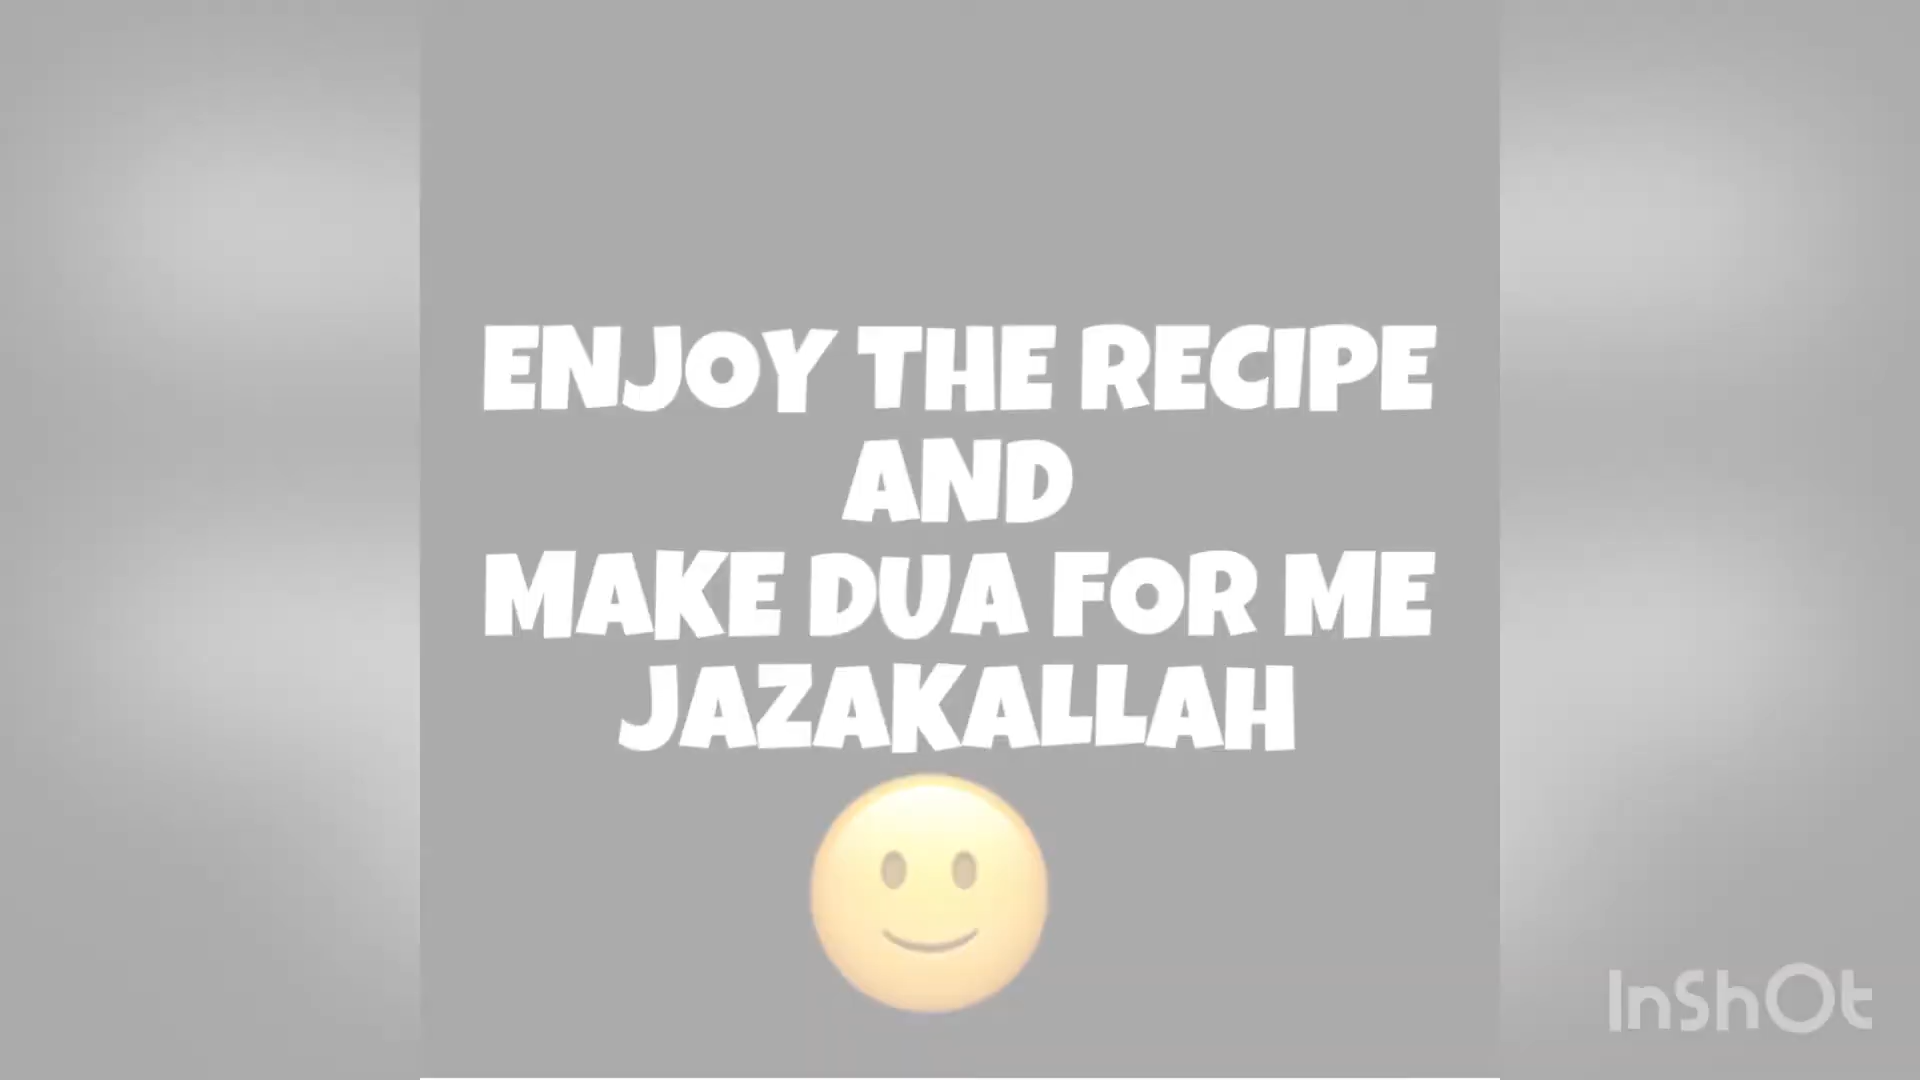 ENJOY THE RECIPE
AND
MAKE DUA FOR ME
JAZAKALLAH
InShOt